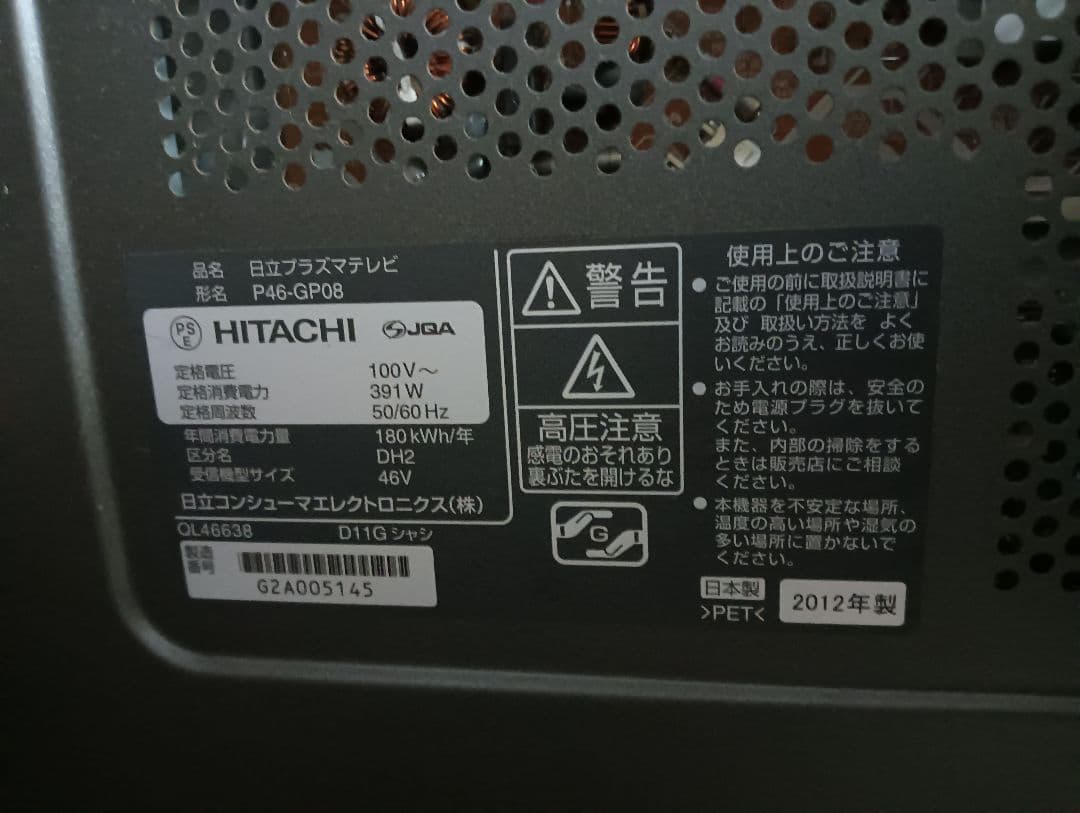 品名 日立プラズマテレビ
形名 P46-GP08
PS
E
HITACHI JQA
定格電圧 100V～
定格消費電力 391W
定格周波数 50/60Hz
年間消費電力量 180kWh/年
区分名 DH2
受信機型サイズ 46V
日立コンシューマエレクトロニクス(株)
QL46638 D11Gシャシ
製造
番号
G2A005145
警告
高圧注意
感電のおそれあり
裏ぶたを開けるな
G
使用上のご注意
● ご使用の前に取扱説明書に
記載の「使用上のご注意」
及び 取扱い方法を よく
お読みのうえ、正しくお使
いください。
● お手入れの際は、安全の
ため電源プラグを抜いて
ください。
また、内部の掃除をする
ときは販売店にご相談
ください。
● 本機器を不安定な場所、
温度の高い場所や湿気の
多い場所に置かないで
ください。
日本製
>PET<
2012年製